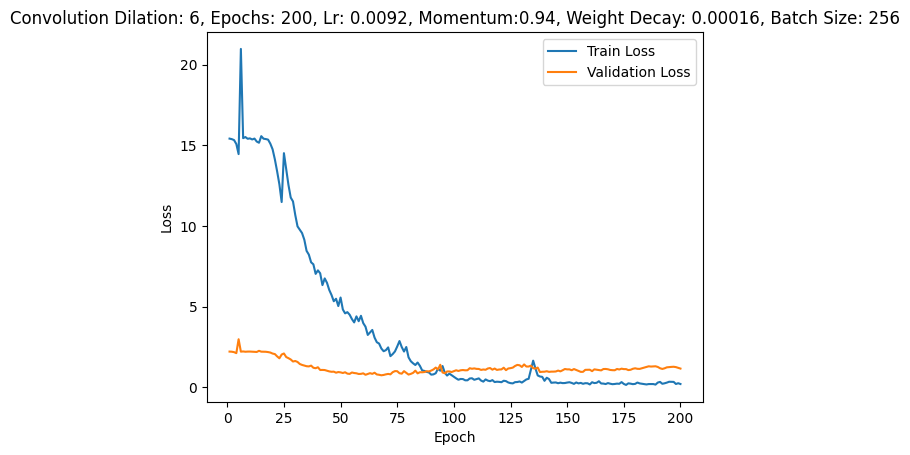 Convolution Dilation: 6, Epochs: 200, Lr: 0.0092, Momentum:0.94, Weight Decay: 0.00016, Batch Size: 256
Train Loss
Validation Loss
Loss
20
15
10
5
0
0 25 50 75 100 125 150 175 200
Epoch